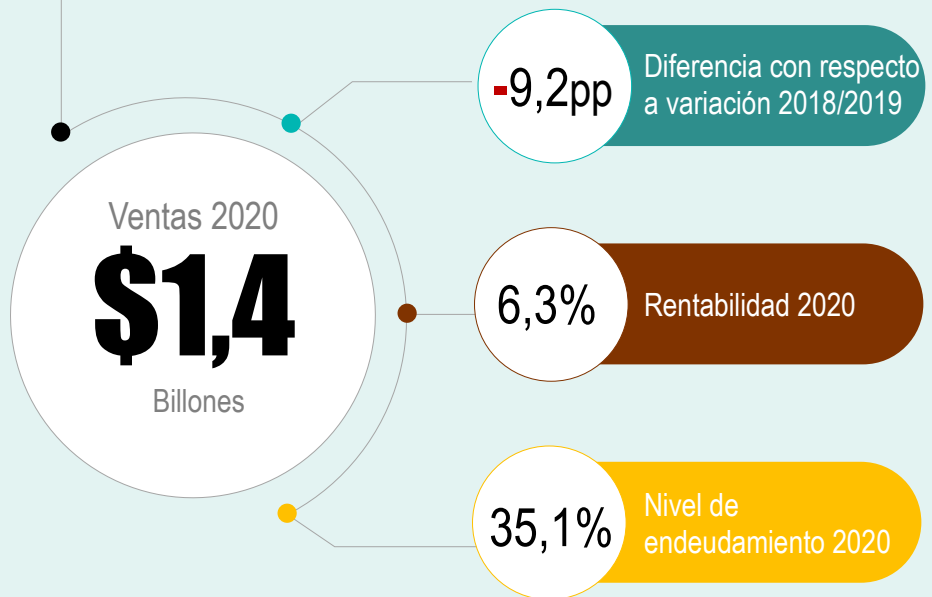 Ventas 2020
$1,4
Billones
-9,2pp
Diferencia con respecto
a variación 2018/2019
6,3%
Rentabilidad 2020
35,1%
Nivel de
endeudamiento 2020